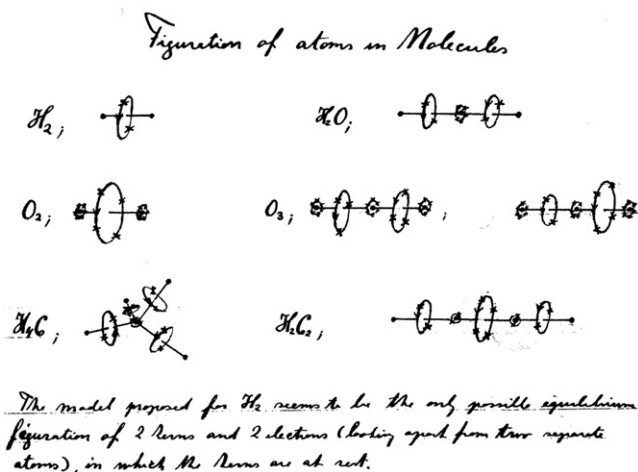 Figuration of atoms in Molecules
H₂; H₂O;
O₂; O₃; ;
H₄C; H₂C₂;
The model proposed for H₂ seems to be the only possible equilibrium
figuration of 2 kerns and 2 electrons (looking apart from two separate
atoms), in which the kerns are at rest.